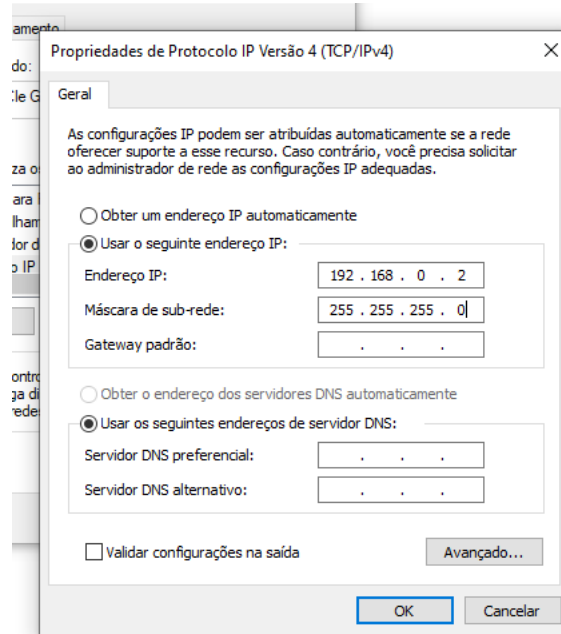 amento
do:
Propriedades de Protocolo IP Versão 4 (TCP/IPv4)
Geral
As configurações IP podem ser atribuídas automaticamente se a rede
oferecer suporte a esse recurso. Caso contrário, você precisa solicitar
ao administrador de rede as configurações IP adequadas.
Obter um endereço IP automaticamente
Usar o seguinte endereço IP:
Endereço IP: 192 . 168 . 0 . 2
Máscara de sub-rede: 255 . 255 . 255 . 0
Gateway padrão: . . .
Obter o endereço dos servidores DNS automaticamente
Usar os seguintes endereços de servidor DNS:
Servidor DNS preferencial: . . .
Servidor DNS alternativo: . . .
Validar configurações na saída
Avançado...
OK
Cancelar